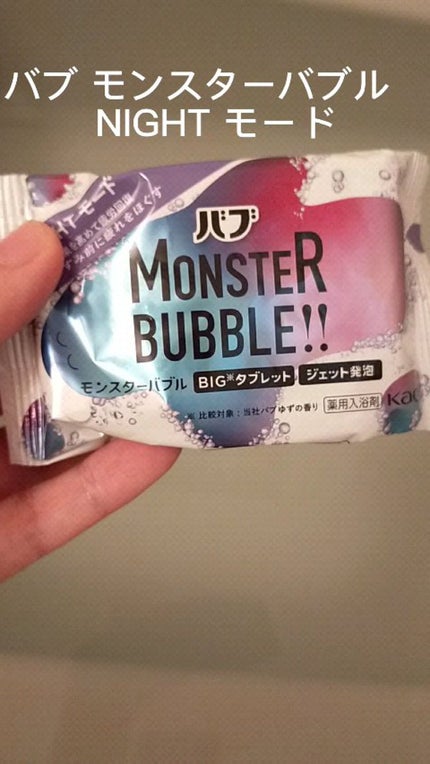 バブ モンスターバブル
NIGHT モード
バブ
MONSTER
BUBBLE!!
モンスターバブル BIG※タブレット ジェット発泡
※ 比較対象：当社バブゆずの香り 薬用入浴剤 Kao